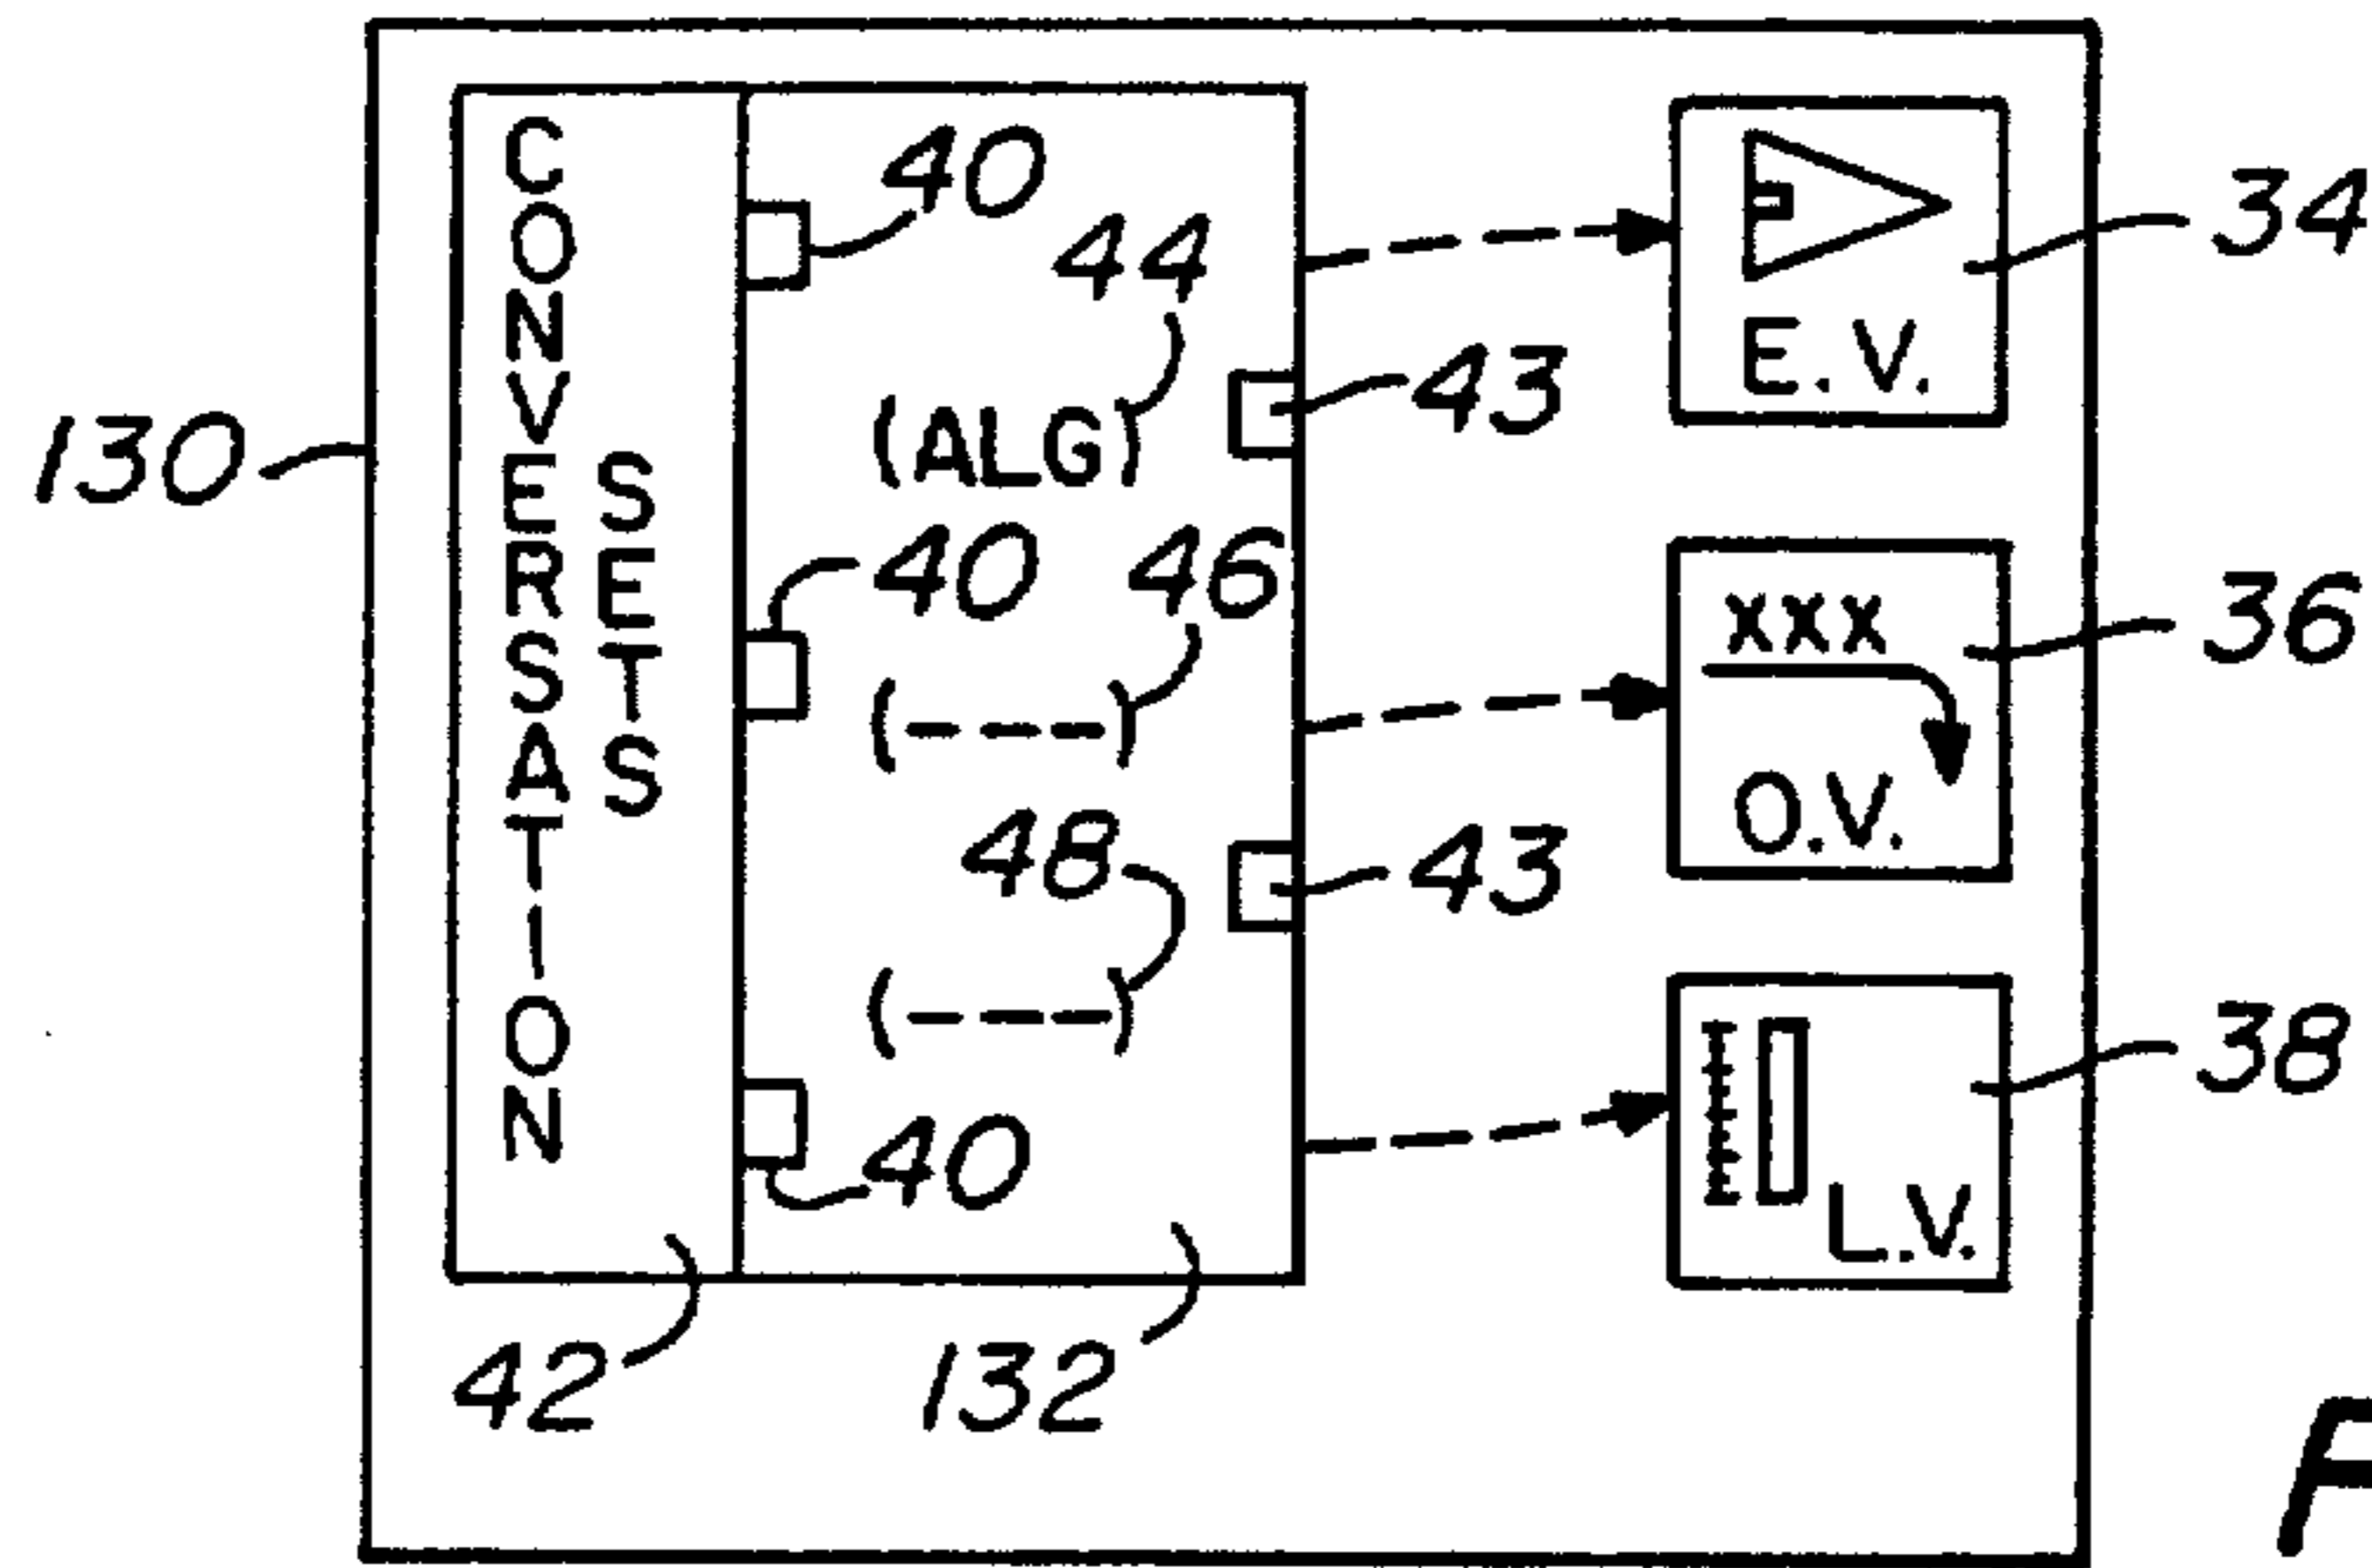 CONVERSATION
SETS
40
44
34
E.V.
43
(ALG)
130
40
46
36
xxx
(---)
O.V.
48
43
(---)
38
40
L.V.
42
132
F